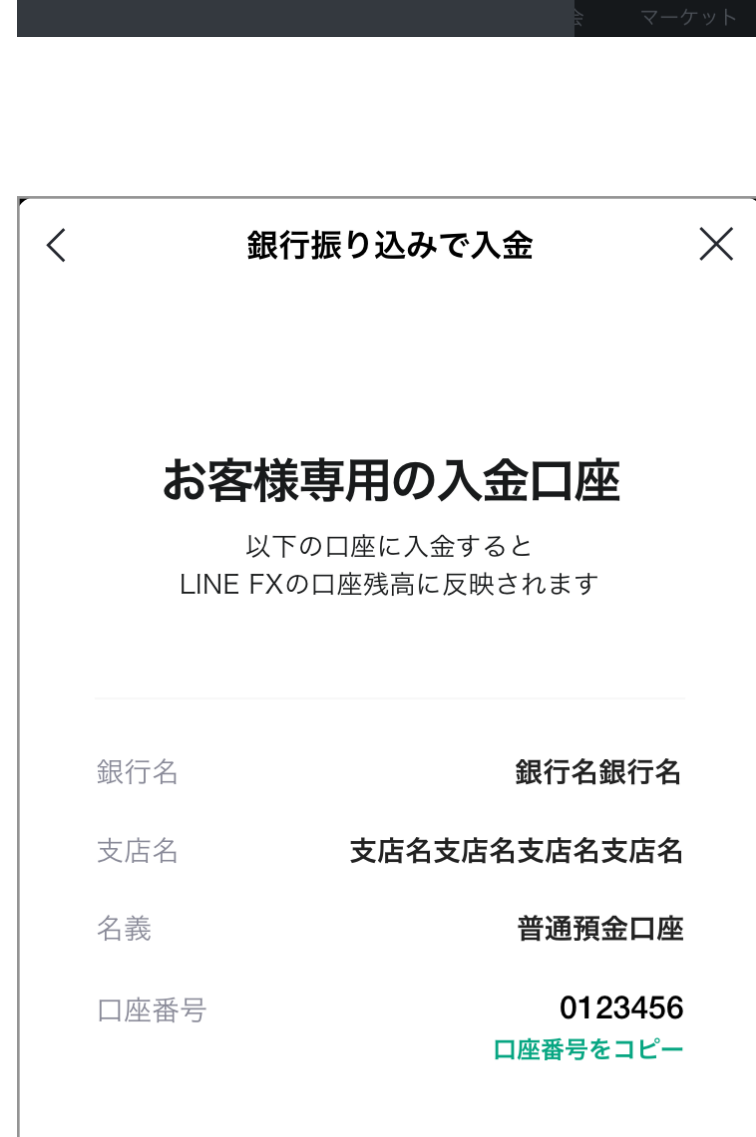 マーケット
銀行振り込みで入金
お客様専用の入金口座
以下の口座に入金すると
LINE FXの口座残高に反映されます
銀行名 銀行名銀行名
支店名 支店名支店名支店名支店名
名義 普通預金口座
口座番号 0123456
口座番号をコピー